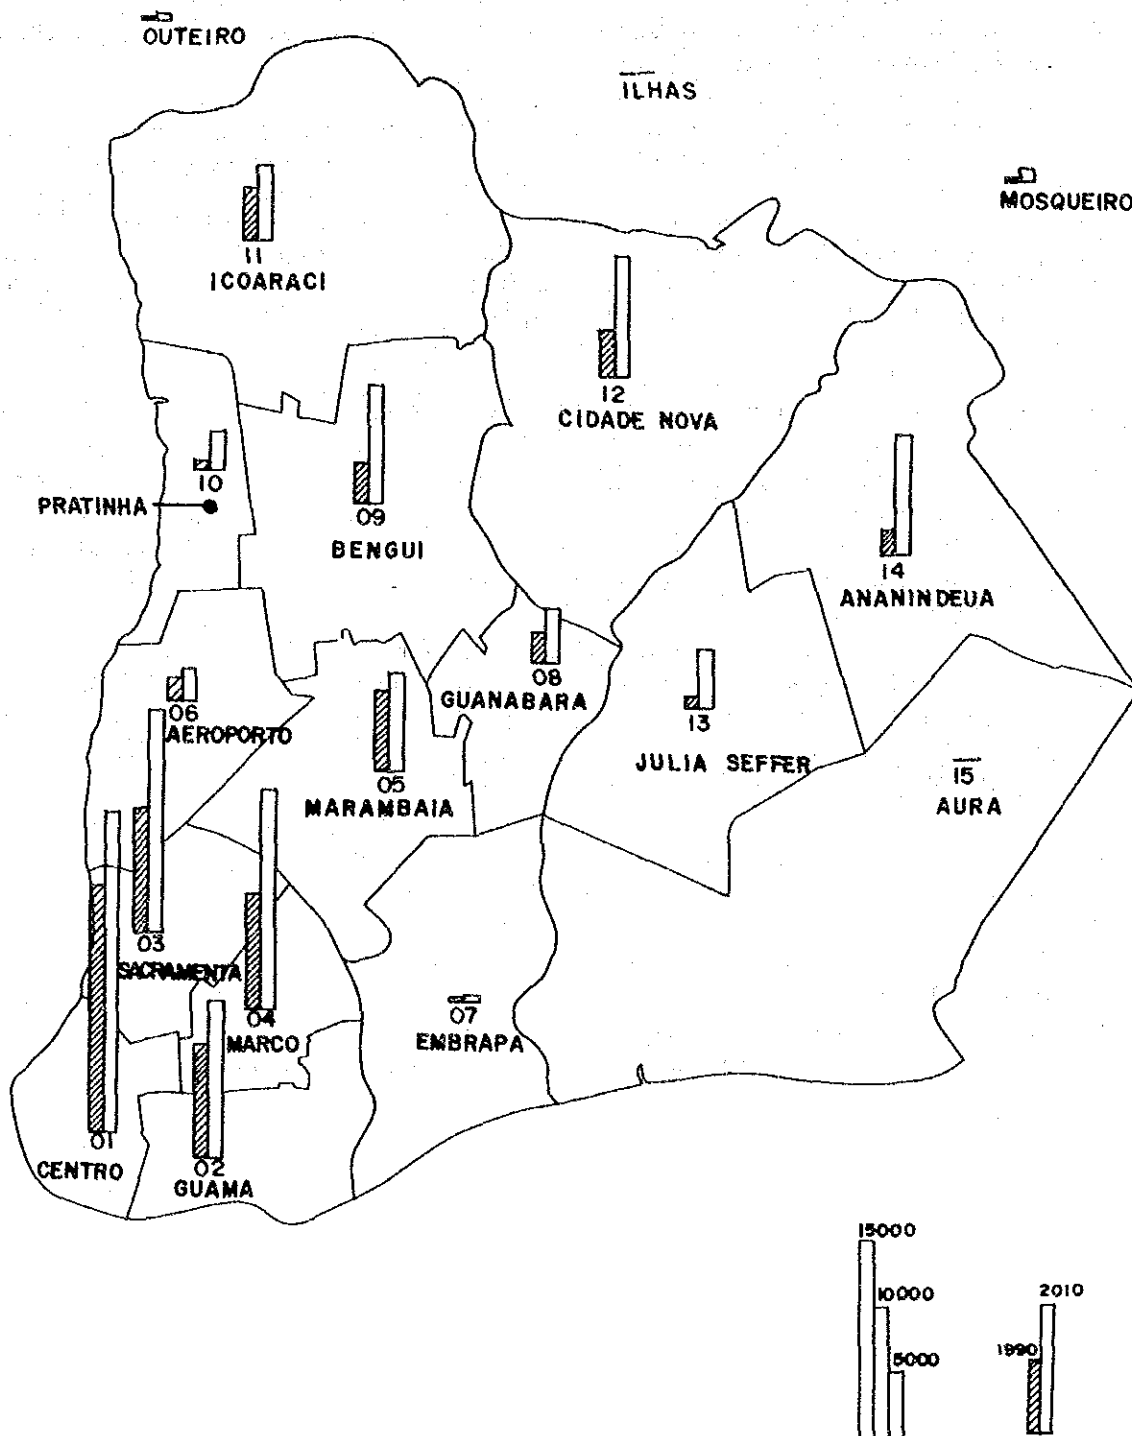 OUTEIRO
ILHAS
MOSQUEIRO
11
ICOARACI
12
CIDADE NOVA
10
PRATINHA
09
BENGUI
14
ANANINDEUA
08
GUANABARA
06
AEROPORTO
13
JULIA SEFFER
05
MARAMBAIA
15
AURA
03
SACRAMENTA
04
MARCO
07
EMBRAPA
01
CENTRO
02
GUAMA
15000
10000
5000
2010
1990